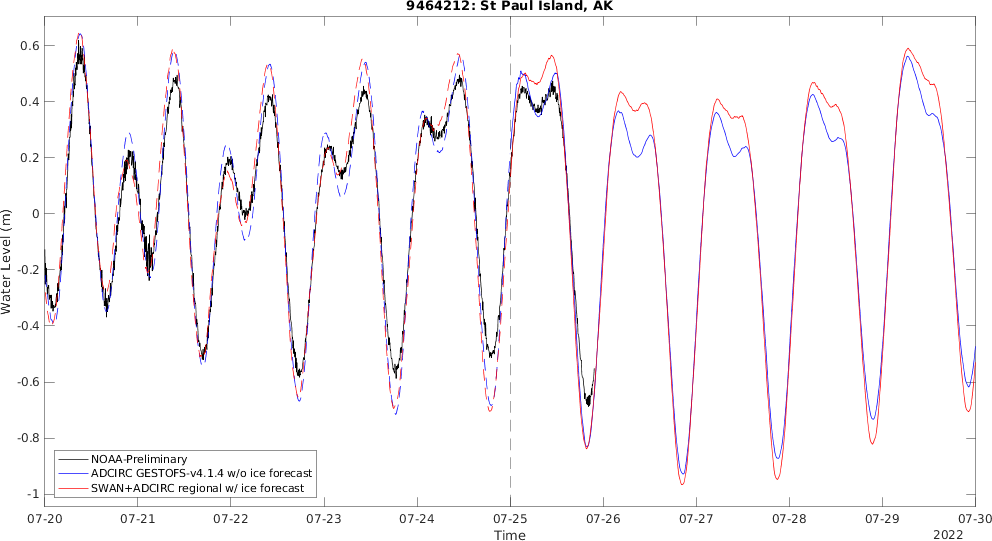 9464212: St Paul Island, AK
0.6
0.4
0.2
0
-0.2
-0.4
-0.6
-0.8
-1
Water Level (m)
NOAA-Preliminary
ADCIRC GESTOFS-v4.1.4 w/o ice forecast
SWAN+ADCIRC regional w/ ice forecast
07-20 07-21 07-22 07-23 07-24 07-25 07-26 07-27 07-28 07-29 07-30
Time
2022